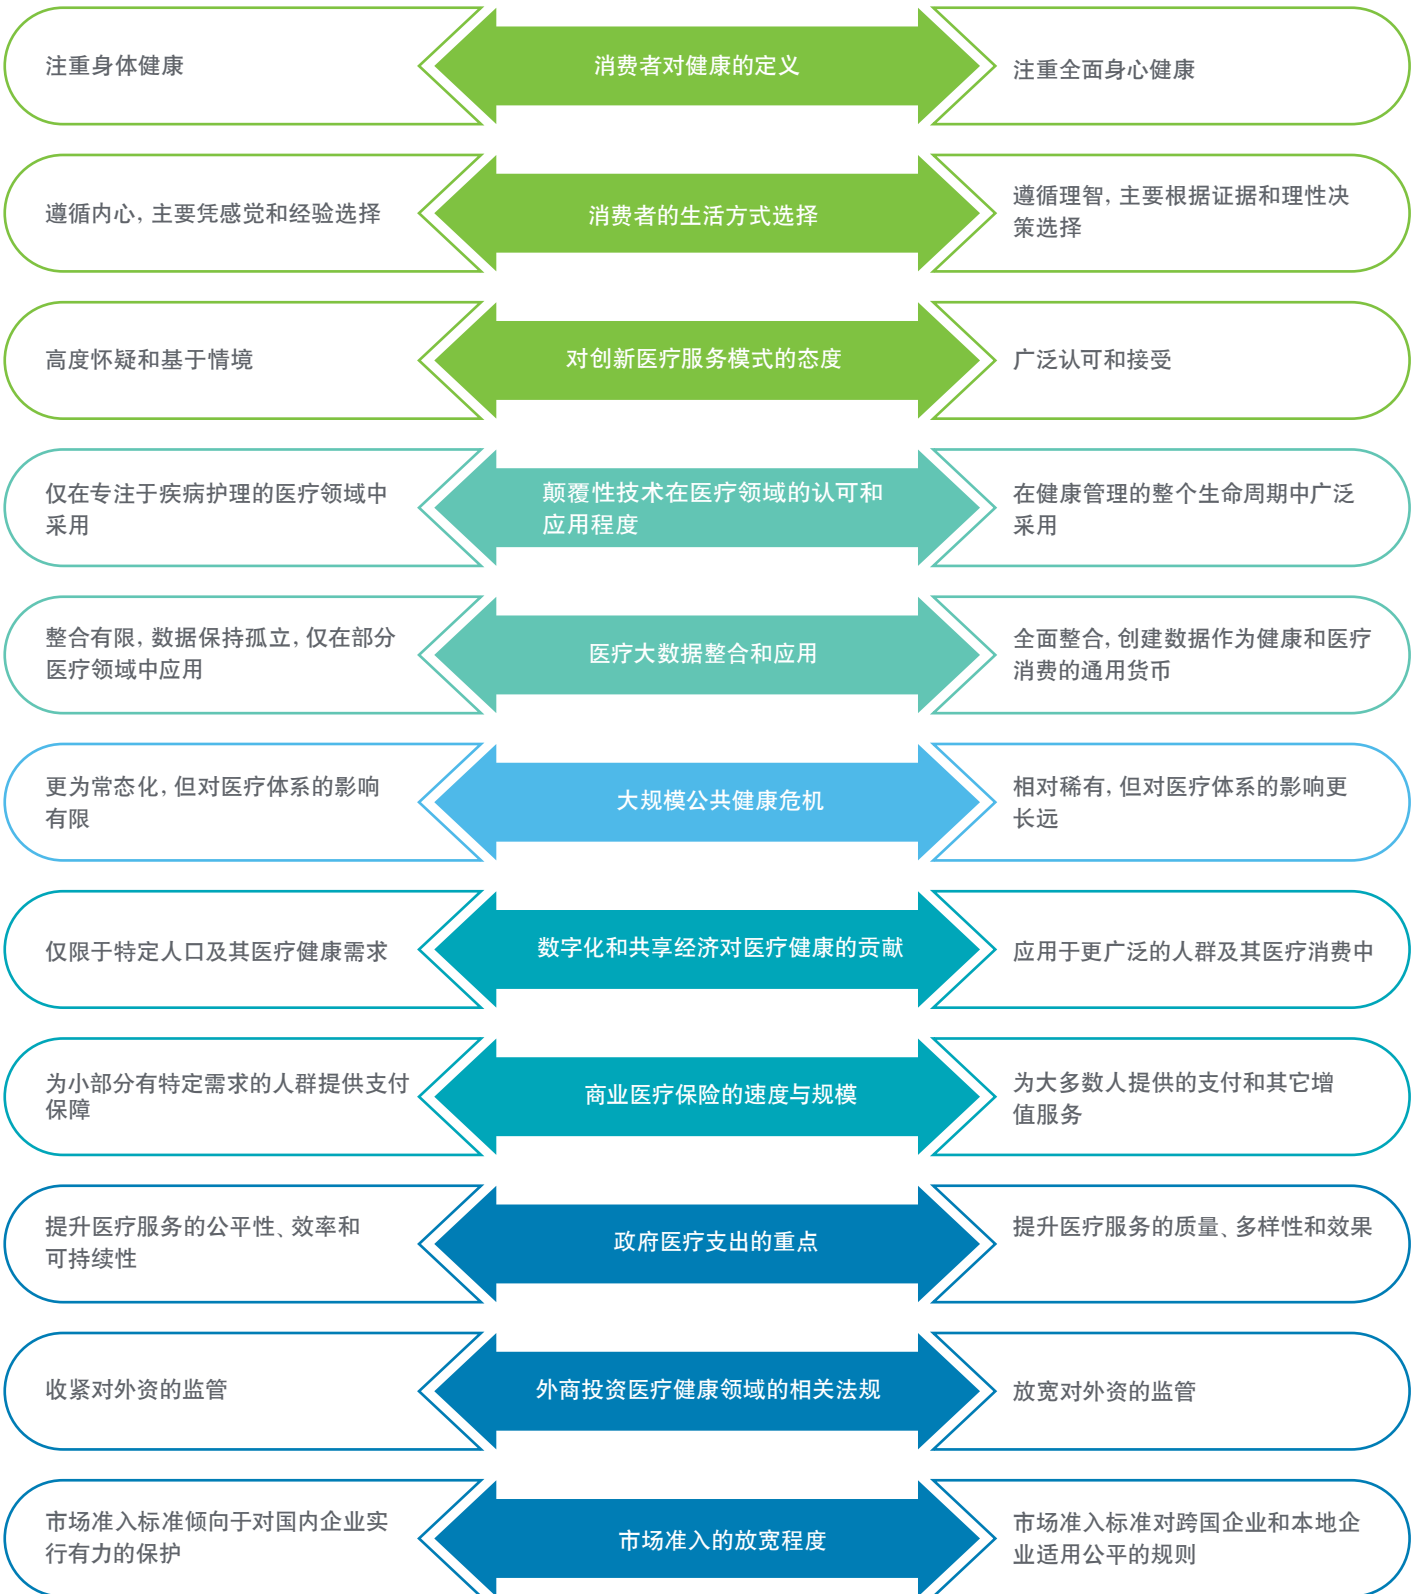 注重身体健康
消费者对健康的定义
注重全面身心健康
遵循内心，主要凭感觉和经验选择
消费者的生活方式选择
遵循理智，主要根据证据和理性决
策选择
高度怀疑和基于情境
对创新医疗服务模式的态度
广泛认可和接受
仅在专注于疾病护理的医疗领域中
采用
颠覆性技术在医疗领域的认可和
应用程度
在健康管理的整个生命周期中广泛
采用
整合有限，数据保持孤立，仅在部分
医疗领域中应用
医疗大数据整合和应用
全面整合，创建数据作为健康和医疗
消费的通用货币
更为常态化，但对医疗体系的影响
有限
大规模公共健康危机
相对稀有，但对医疗体系的影响更
长远
仅限于特定人口及其医疗健康需求
数字化和共享经济对医疗健康的贡献
应用于更广泛的人群及其医疗消费中
为小部分有特定需求的人群提供支付
保障
商业医疗保险的速度与规模
为大多数人提供的支付和其它增
值服务
提升医疗服务的公平性、效率和
可持续性
政府医疗支出的重点
提升医疗服务的质量、多样性和效果
收紧对外资的监管
外商投资医疗健康领域的相关法规
放宽对外资的监管
市场准入标准倾向于对国内企业实
行有力的保护
市场准入的放宽程度
市场准入标准对跨国企业和本地企
业适用公平的规则